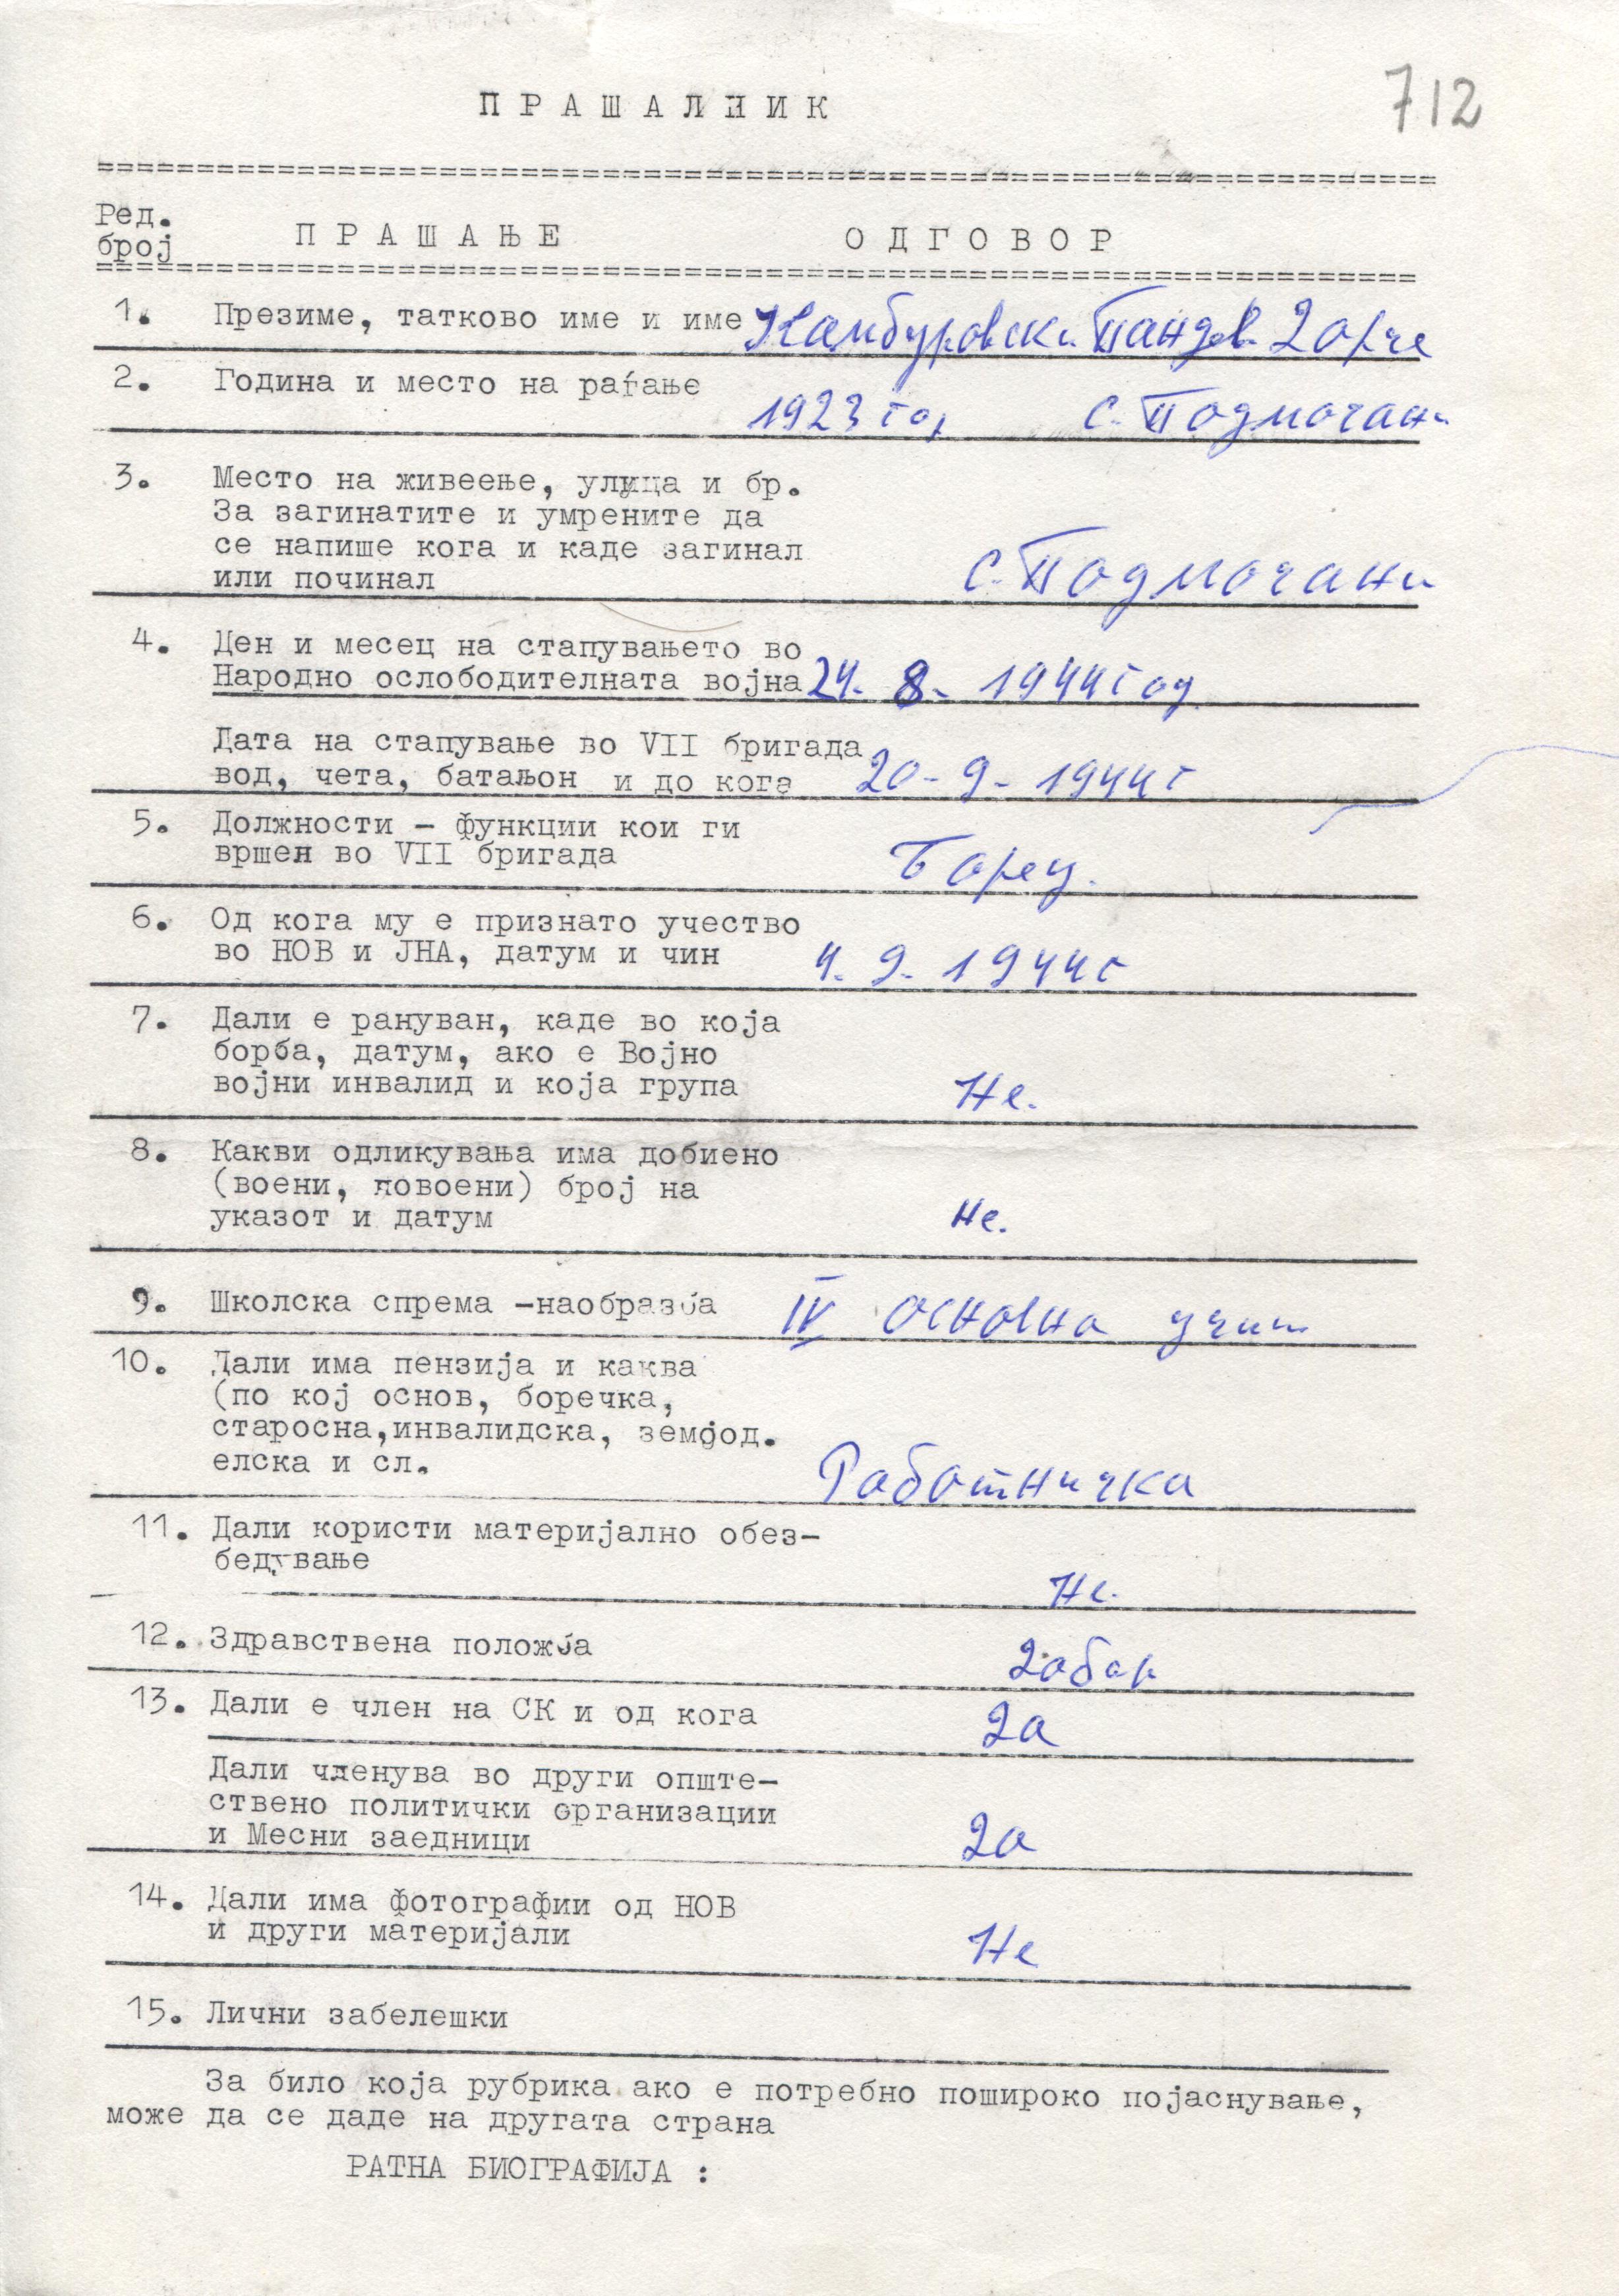 712
ПРАШАЛНИК
Ред. број ПРАШАЊЕ ОДГОВОР
1. Презиме, татково име и име Камбуровски Пандев Ѓорче
2. Година и место на раѓање
1923 год с. Подмочани
3. Место на живеење, улица и бр.
За загинатите и умрените да
се напише кога и каде загинал
или починал с. Подмочани
4. Ден и месец на стапувањето во
Народно ослободителната војна 24. 8. 1944 год
Дата на стапување во VII бригада
вод, чета, батаљон и до кога 20-9-1944 г
5. Должности - функции кои ги
вршел во VII бригада Борец.
6. Од кога му е признато учество
во НОВ и ЈНА, датум и чин 4. 9. 1944 г
7. Дали е рануван, каде во која
борба, датум, ако е Војно
војни инвалид и која група Не.
8. Какви одликувања има добиено
(воени, повоени) број на
указот и датум Не.
9. Школска спрема -наобразба IV основно учил
10. Дали има пензија и каква
(по кој основ, боречка,
старосна,инвалидска, земјод.
елска и сл. Работничка
11. Дали користи материјално обез-
бедување Не.
12. Здравствена положба добар
13. Дали е член на СК и од кога Да
Дали членува во други опште-
ствено политички организации
и Месни заедници Да
14. Дали има фотографии од НОВ
и други материјали Не
15. Лични забелешки
За било која рубрика ако е потребно пошироко појаснување,
може да се даде на другата страна
РАТНА БИОГРАФИЈА :